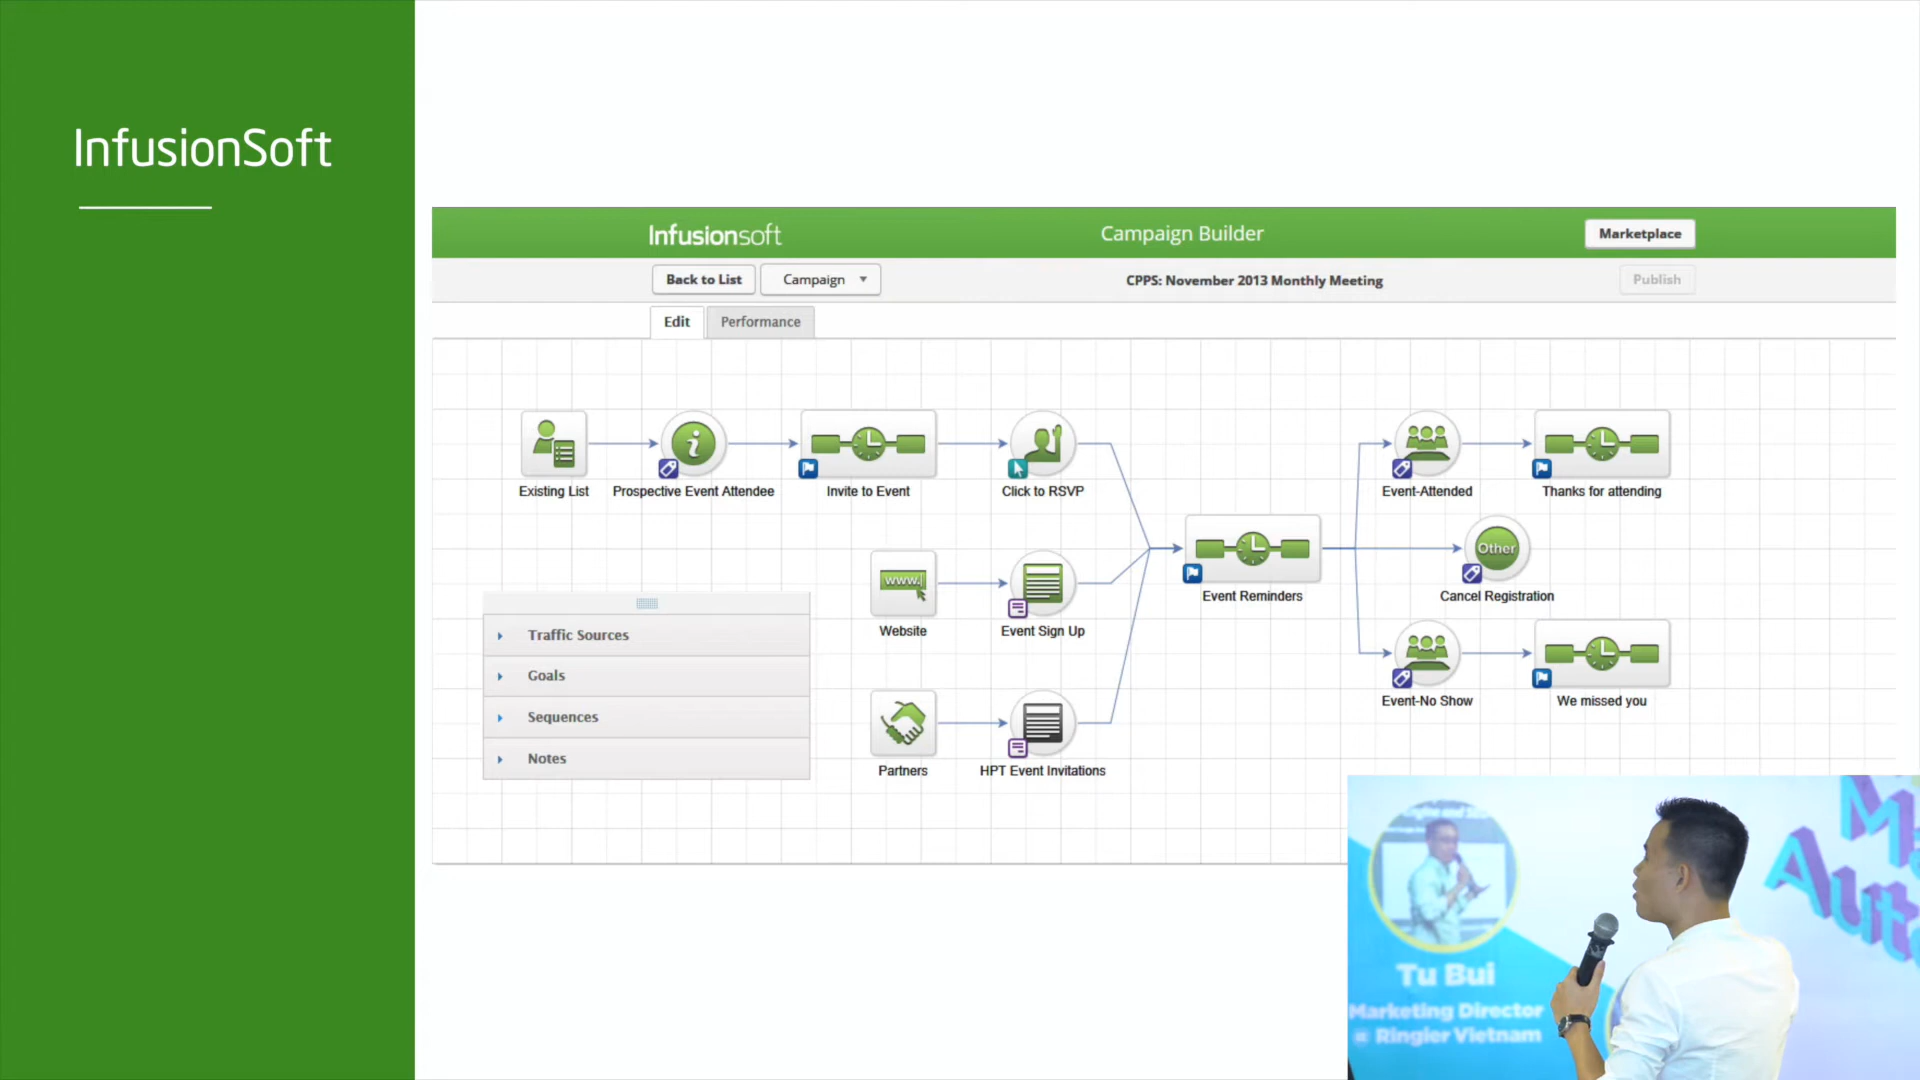 InfusionSoft
Infusionsoft
Campaign Builder
Marketplace
Back to List
Campaign
CPPS: November 2013 Monthly Meeting
Publish
Edit
Performance
Existing List
Prospective Event Attendee
Invite to Event
Click to RSVP
Event-Attended
Thanks for attending
www.
Website
Event Sign Up
Event Reminders
Other
Cancel Registration
Traffic Sources
Goals
Sequences
Notes
Partners
HPT Event Invitations
Event-No Show
We missed you
Tu Bui
Marketing Director
@ Ringier Vietnam